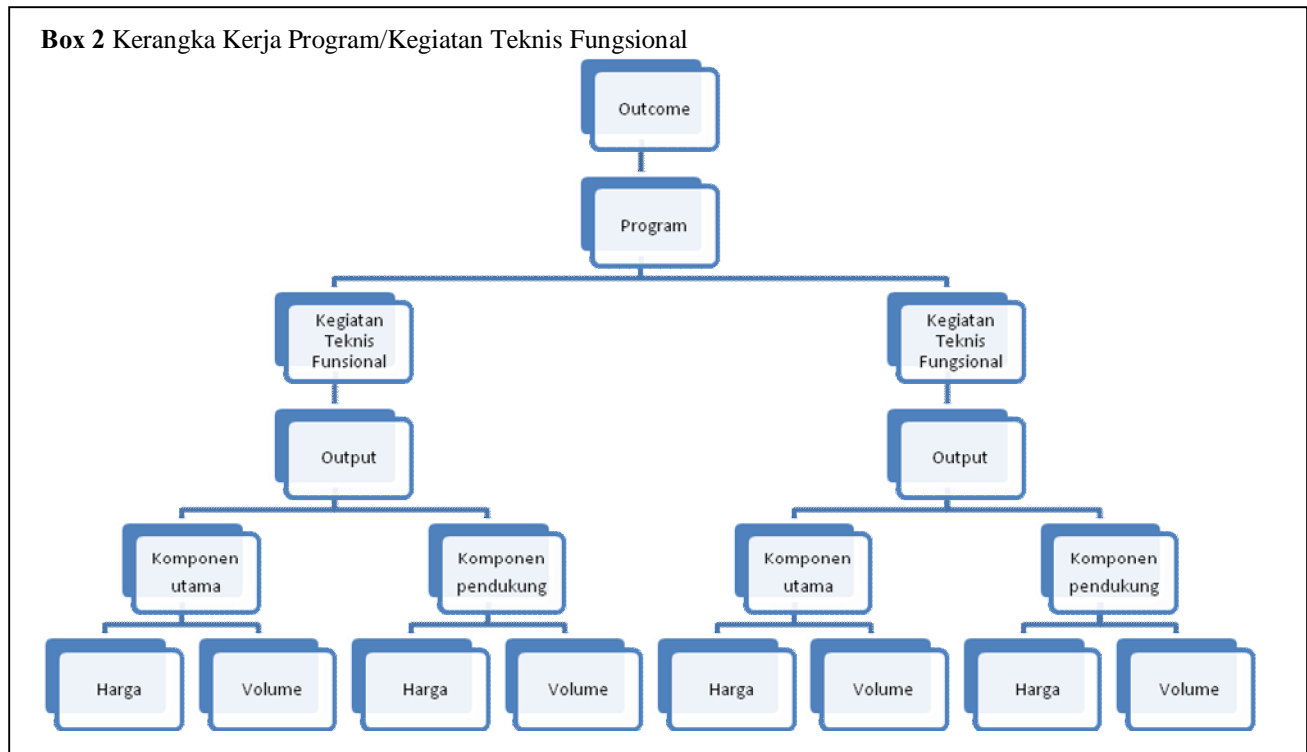 Box 2 Kerangka Kerja Program/Kegiatan Teknis Fungsional
Outcome
Program
Kegiatan
Teknis
Funsional
Kegiatan
Teknis
Fungsional
Output
Output
Komponen
utama
Komponen
pendukung
Komponen
utama
Komponen
pendukung
Harga
Volume
Harga
Volume
Harga
Volume
Harga
Volume